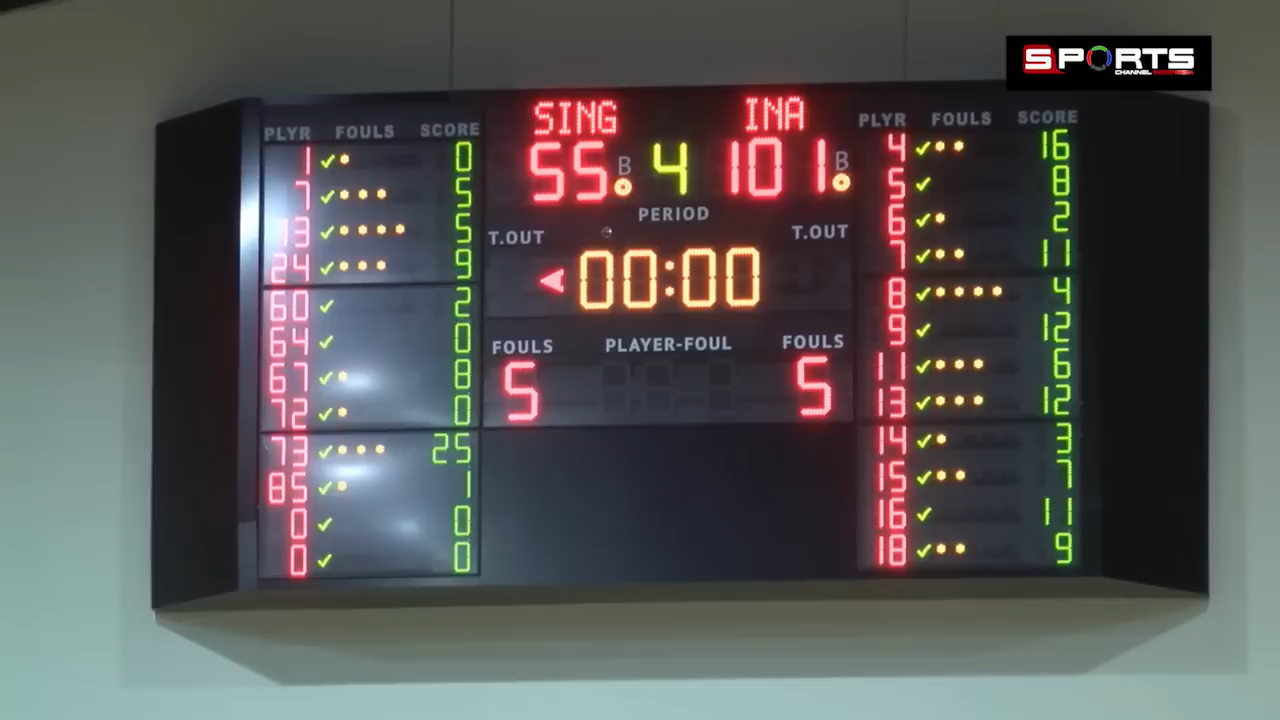 SPORTS
CHANNEL INDONESIA
SING INA
55 B 4 101 B
PERIOD
T.OUT T.OUT
00:00
FOULS PLAYER-FOUL FOULS
5 5
PLYR FOULS SCORE
1 0
7 5
13 5
24 9
60 2
64 0
67 8
72 0
73 25
85 1
0 0
0 0
PLYR FOULS SCORE
4 16
5 8
6 2
7 11
8 4
9 12
11 6
13 12
14 3
15 7
16 11
18 9